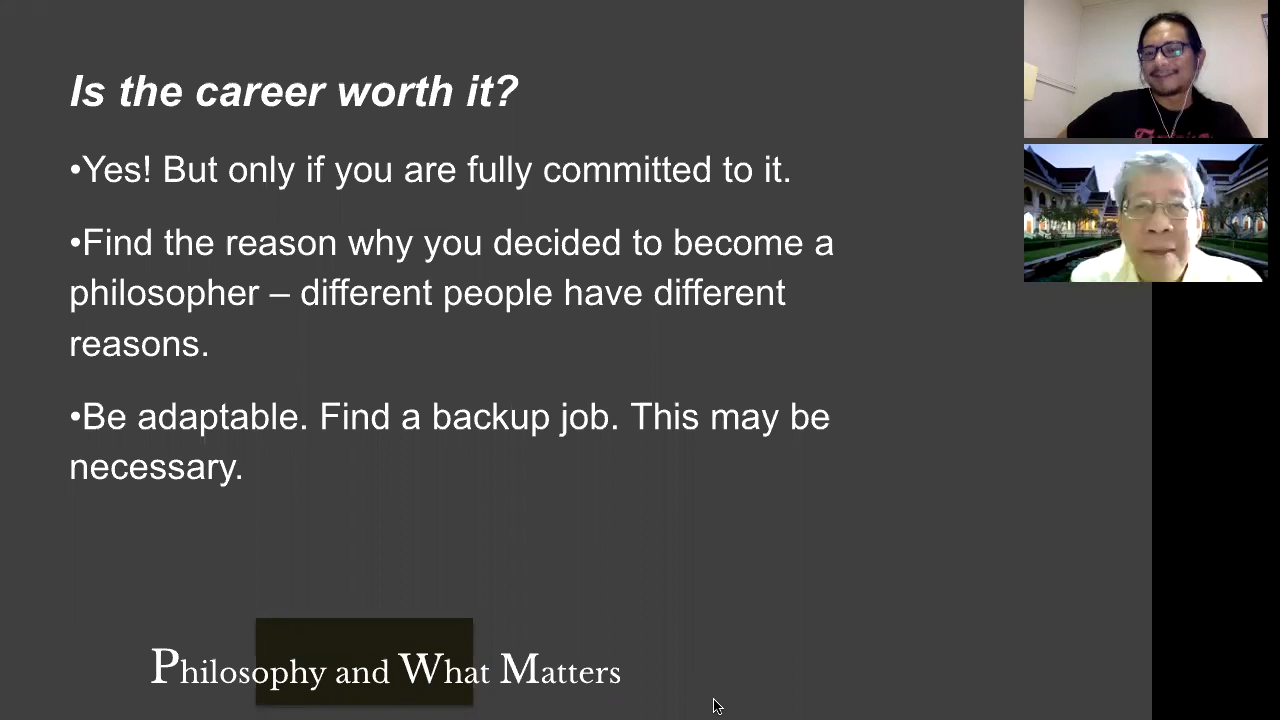 Is the career worth it?
•Yes! But only if you are fully committed to it.
•Find the reason why you decided to become a
philosopher – different people have different
reasons.
•Be adaptable. Find a backup job. This may be
necessary.
Philosophy and What Matters